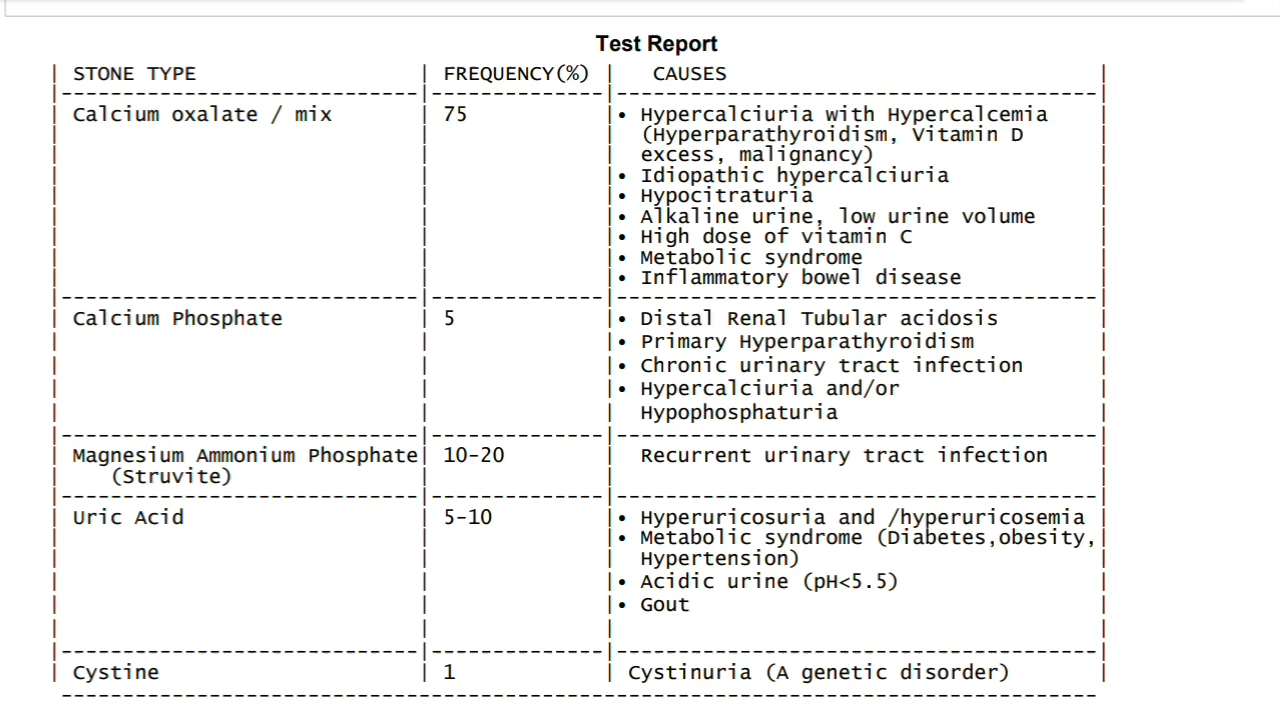 Test Report
STONE TYPE | FREQUENCY(%) | CAUSES
Calcium oxalate / mix | 75 | • Hypercalciuria with Hypercalcemia
(Hyperparathyroidism, Vitamin D
excess, malignancy)
• Idiopathic hypercalciuria
• Hypocitraturia
• Alkaline urine, low urine volume
• High dose of vitamin C
• Metabolic syndrome
• Inflammatory bowel disease
Calcium Phosphate | 5 | • Distal Renal Tubular acidosis
• Primary Hyperparathyroidism
• Chronic urinary tract infection
• Hypercalciuria and/or
Hypophosphaturia
Magnesium Ammonium Phosphate | 10-20 | Recurrent urinary tract infection
(Struvite)
Uric Acid | 5-10 | • Hyperuricosuria and /hyperuricosemia
• Metabolic syndrome (Diabetes,obesity,
Hypertension)
• Acidic urine (pH<5.5)
• Gout
Cystine | 1 | Cystinuria (A genetic disorder)